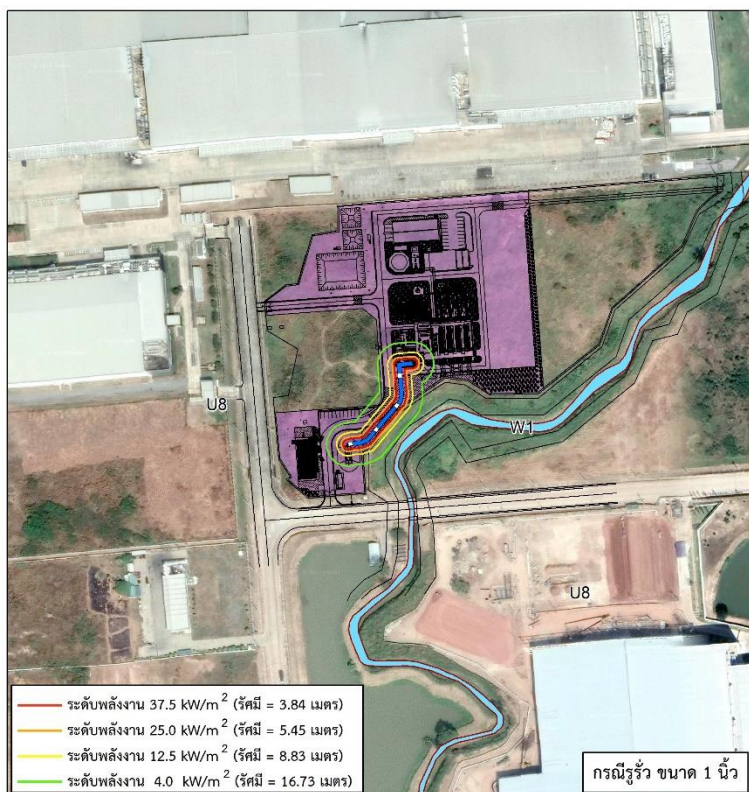 U8
W1
U8
ระดับพลังงาน 37.5 kW/m² (รัศมี = 3.84 เมตร)
ระดับพลังงาน 25.0 kW/m² (รัศมี = 5.45 เมตร)
ระดับพลังงาน 12.5 kW/m² (รัศมี = 8.83 เมตร)
ระดับพลังงาน 4.0 kW/m² (รัศมี = 16.73 เมตร)
กรณีรูรั่ว ขนาด 1 นิ้ว